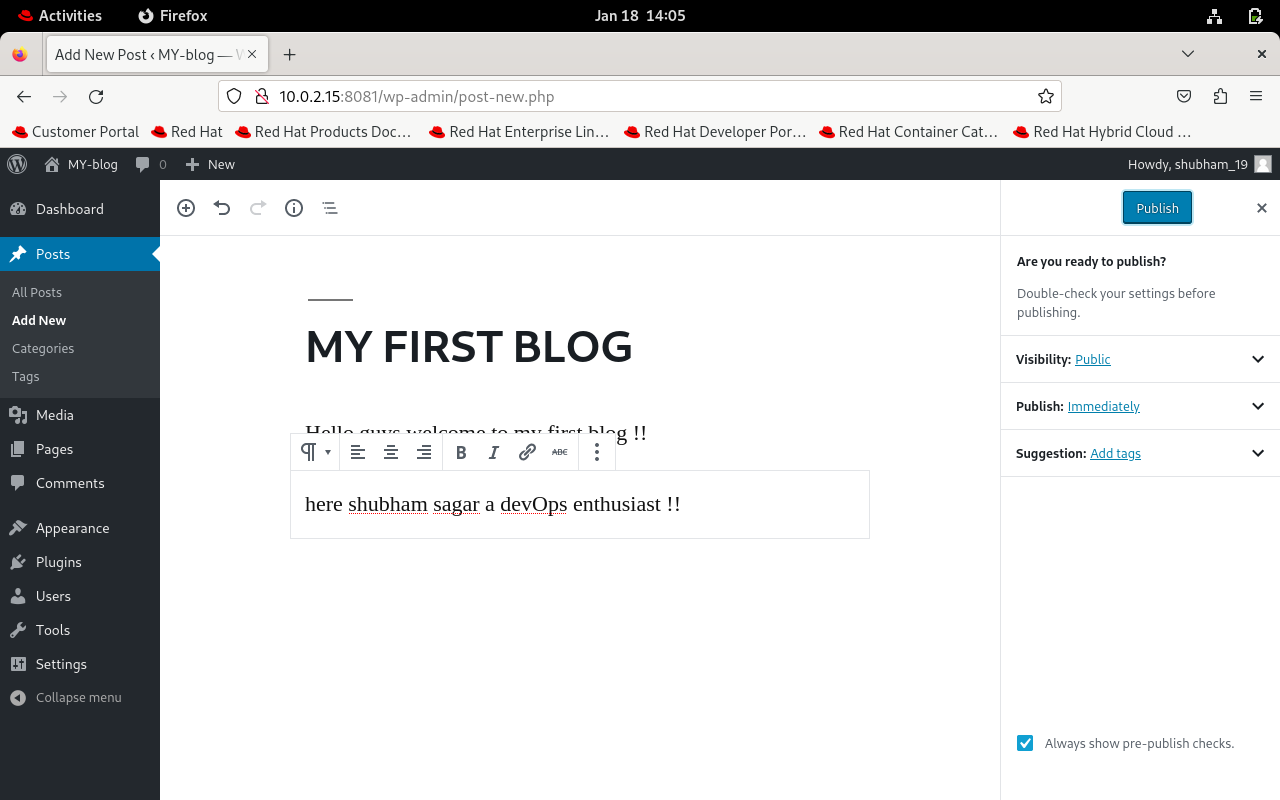 Activities Firefox Jan 18 14:05
Add New Post ‹ MY-blog — W
10.0.2.15:8081/wp-admin/post-new.php
Customer Portal Red Hat Red Hat Products Doc… Red Hat Enterprise Lin… Red Hat Developer Por… Red Hat Container Cat… Red Hat Hybrid Cloud …
MY-blog 0 New Howdy, shubham_19
Dashboard
Posts
All Posts
Add New
Categories
Tags
Media
Pages
Comments
Appearance
Plugins
Users
Tools
Settings
Collapse menu
MY FIRST BLOG
Hello guys welcome to my first blog !!
B I ABC
here shubham sagar a devOps enthusiast !!
Publish
Are you ready to publish?
Double-check your settings before
publishing.
Visibility: Public
Publish: Immediately
Suggestion: Add tags
Always show pre-publish checks.